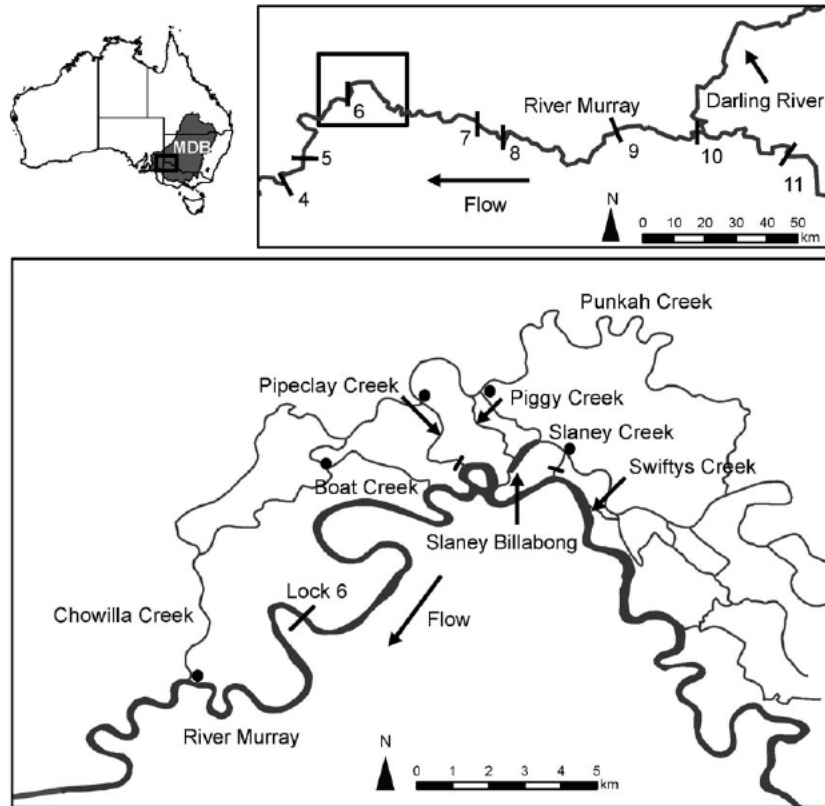 MDB
River Murray
Darling River
6
7
8
9
10
11
5
4
Flow
N
0 10 20 30 40 50
km
Punkah Creek
Pipeclay Creek
Piggy Creek
Slaney Creek
Swiftys Creek
Boat Creek
Slaney Billabong
Lock 6
Chowilla Creek
Flow
River Murray
N
0 1 2 3 4 5
km